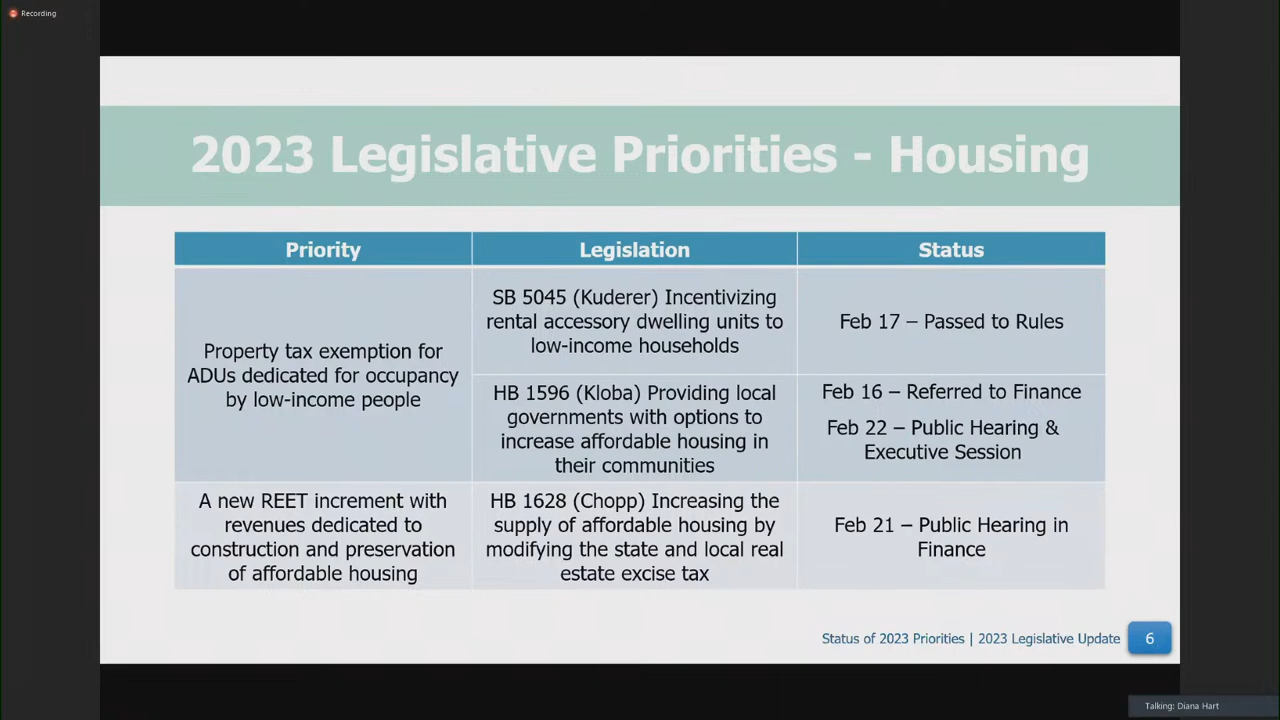 Recording
2023 Legislative Priorities - Housing
Priority
Legislation
Status
Property tax exemption for
ADUs dedicated for occupancy
by low-income people
SB 5045 (Kuderer) Incentivizing
rental accessory dwelling units to
low-income households
Feb 17 – Passed to Rules
HB 1596 (Kloba) Providing local
governments with options to
increase affordable housing in
their communities
Feb 16 – Referred to Finance
Feb 22 – Public Hearing &
Executive Session
A new REET increment with
revenues dedicated to
construction and preservation
of affordable housing
HB 1628 (Chopp) Increasing the
supply of affordable housing by
modifying the state and local real
estate excise tax
Feb 21 – Public Hearing in
Finance
Status of 2023 Priorities | 2023 Legislative Update
6
Talking: Diana Hart